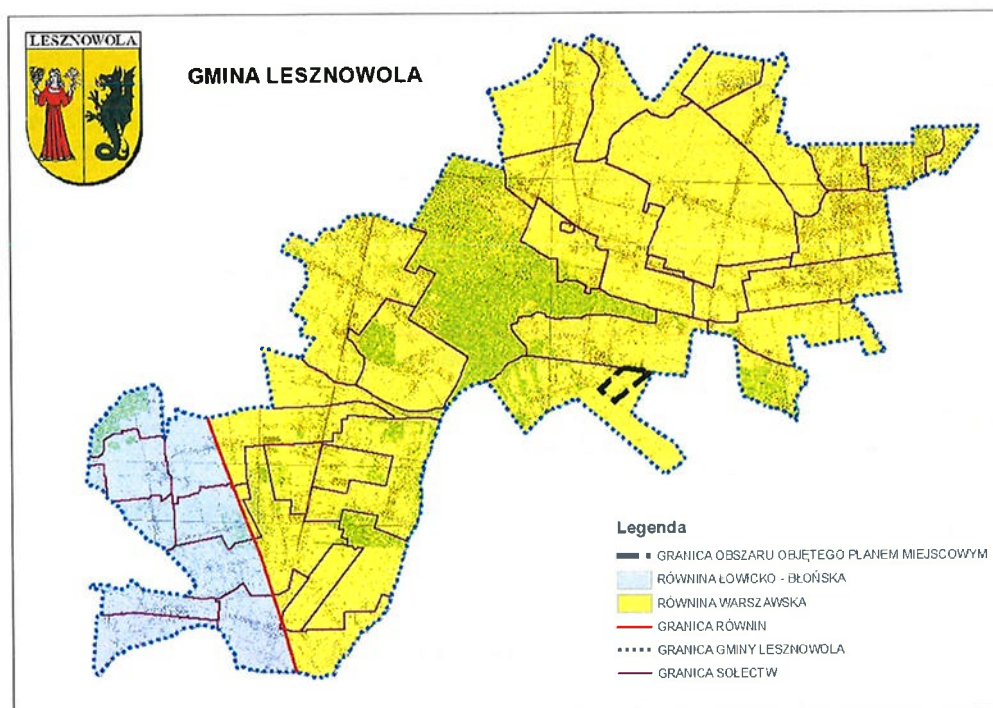 LESZNOWOLA
GMINA LESZNOWOLA
Legenda
GRANICA OBSZARU OBJĘTEGO PLANEM MIEJSCOWYM
RÓWNINA ŁOWICKO - BŁOŃSKA
RÓWNINA WARSZAWSKA
GRANICA RÓWNIN
GRANICA GMINY LESZNOWOLA
GRANICA SOŁECTW